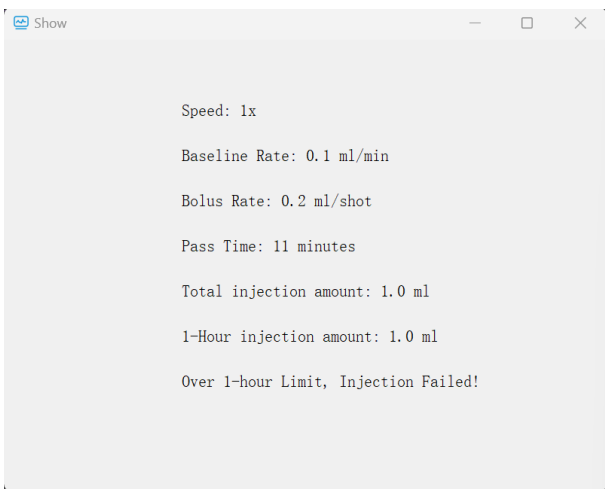 Show
Speed: 1x
Baseline Rate: 0.1 ml/min
Bolus Rate: 0.2 ml/shot
Pass Time: 11 minutes
Total injection amount: 1.0 ml
1-Hour injection amount: 1.0 ml
Over 1-hour Limit, Injection Failed!